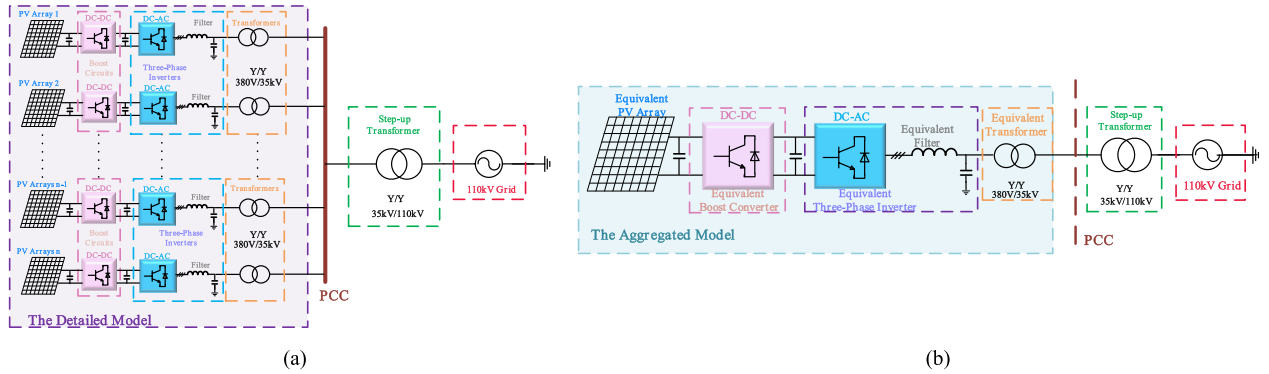 PV Array 1
DC-DC
DC-AC
Filter
Transformers
Boost
Circuits
Three-Phase
Inverters
Y/Y
380V/35kV
PV Array 2
DC-DC
DC-AC
Filter
PV Arrays n-1
DC-DC
DC-AC
Filter
Transformers
Boost
Circuits
Three-Phase
Inverters
Y/Y
380V/35kV
PV Arrays n
DC-DC
DC-AC
Filter
The Detailed Model
PCC
Step-up
Transformer
Y/Y
35kV/110kV
110kV Grid
(a)
Equivalent
PV Array
DC-DC
Equivalent
Boost Converter
DC-AC
Equivalent
Three-Phase Inverter
Equivalent
Filter
Equivalent
Transformer
Y/Y
380V/35kV
The Aggregated Model
PCC
Step-up
Transformer
Y/Y
35kV/110kV
110kV Grid
(b)